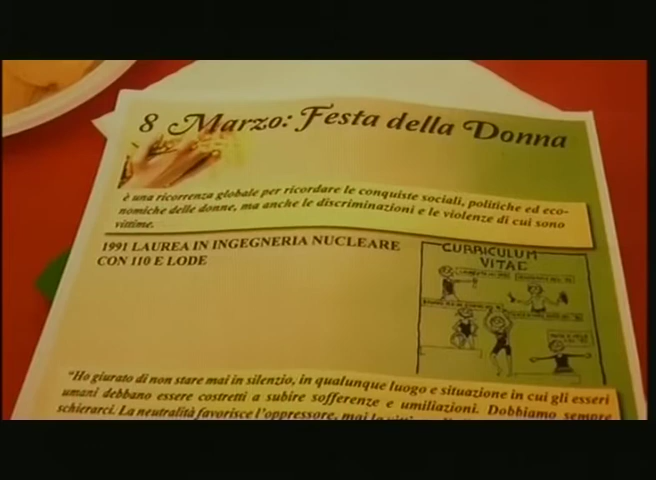 8 Marzo: Festa della Donna
è una ricorrenza globale per ricordare le conquiste sociali, politiche ed eco-
nomiche delle donne, ma anche le discriminazioni e le violenze di cui sono
vittime.
1991 LAUREA IN INGEGNERIA NUCLEARE
CON 110 E LODE
CURRICULUM
VITAE
"Ho giurato di non stare mai in silenzio, in qualunque luogo e situazione in cui gli esseri
umani debbano essere costretti a subire sofferenze e umiliazioni. Dobbiamo sempre
schierarci. La neutralità favorisce l'oppressore, mai